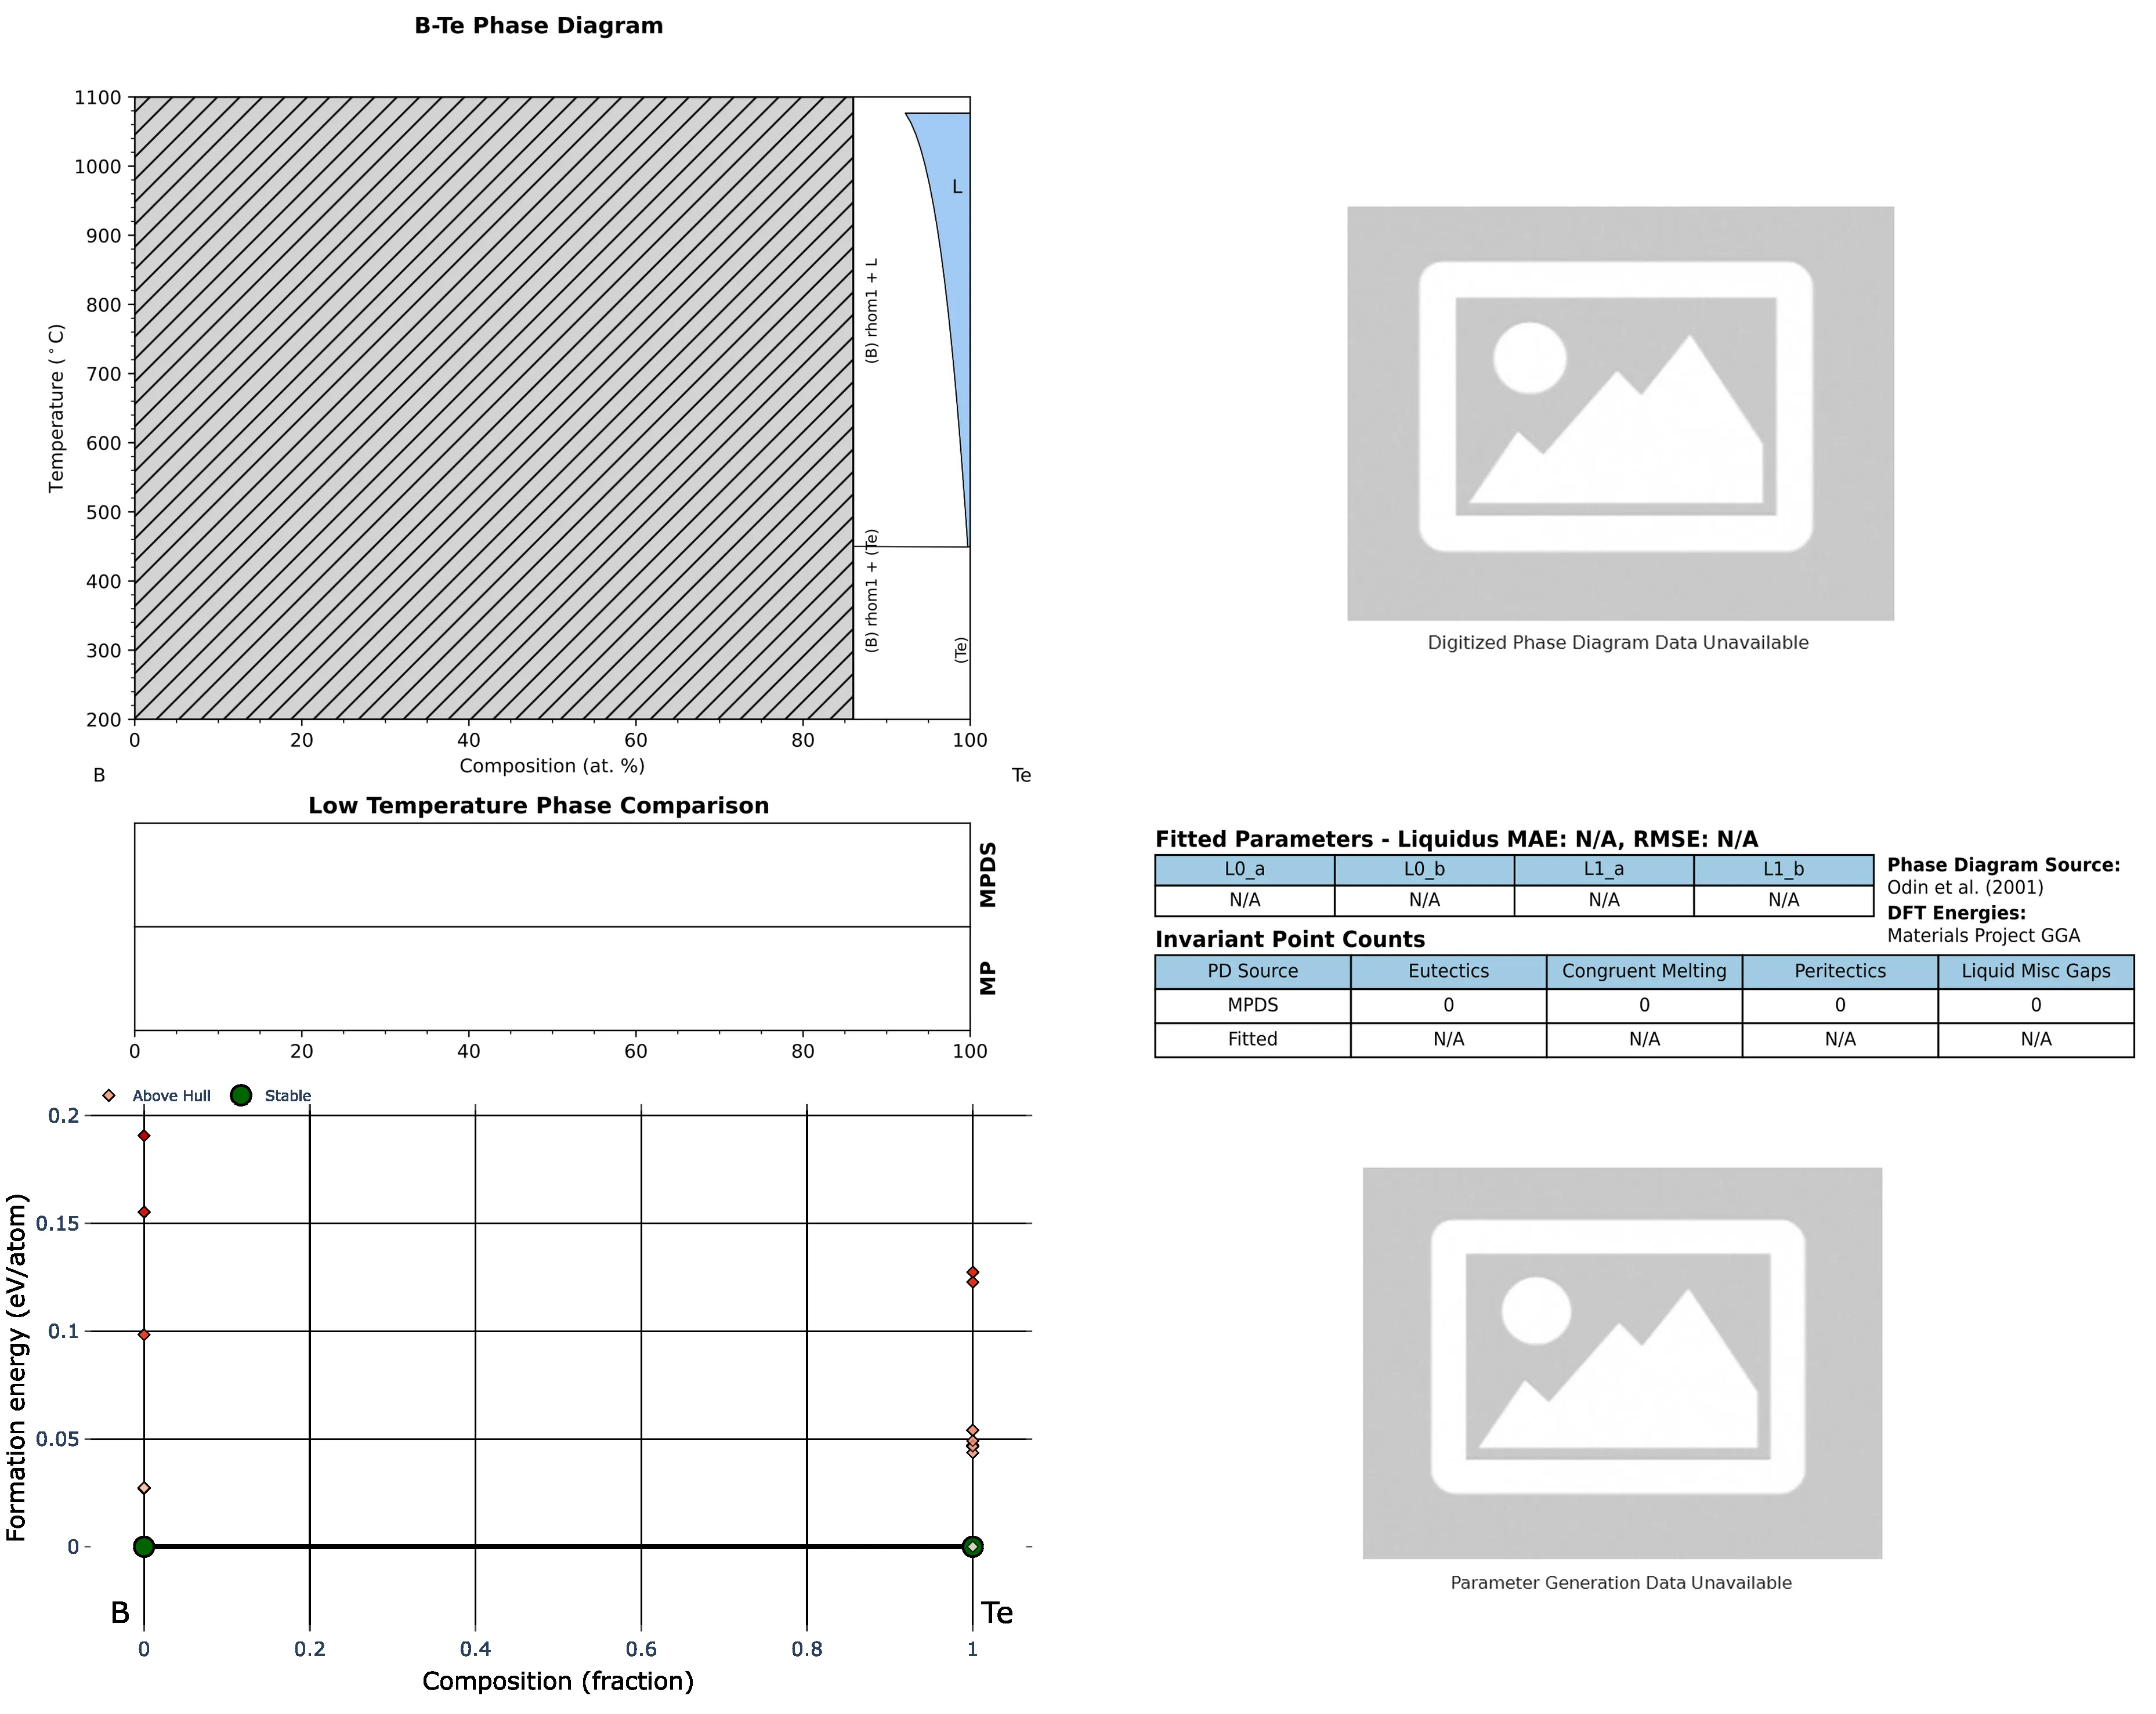 B-Te Phase Diagram
1100
1000
900
800
700
600
500
400
300
200
Temperature (°C)
(B) rhom1 + L
(B) rhom1 + (Te)
L
(Te)
0 20 40 60 80 100
Composition (at. %)
B Te
Digitized Phase Diagram Data Unavailable
Low Temperature Phase Comparison
MPDS
MP
0 20 40 60 80 100
Fitted Parameters - Liquidus MAE: N/A, RMSE: N/A
L0_a L0_b L1_a L1_b
N/A N/A N/A N/A
Phase Diagram Source:
Odin et al. (2001)
DFT Energies:
Materials Project GGA
Invariant Point Counts
PD Source Eutectics Congruent Melting Peritectics Liquid Misc Gaps
MPDS 0 0 0 0
Fitted N/A N/A N/A N/A
Above Hull Stable
0.2
0.15
0.1
0.05
0
Formation energy (eV/atom)
B Te
0 0.2 0.4 0.6 0.8 1
Composition (fraction)
Parameter Generation Data Unavailable